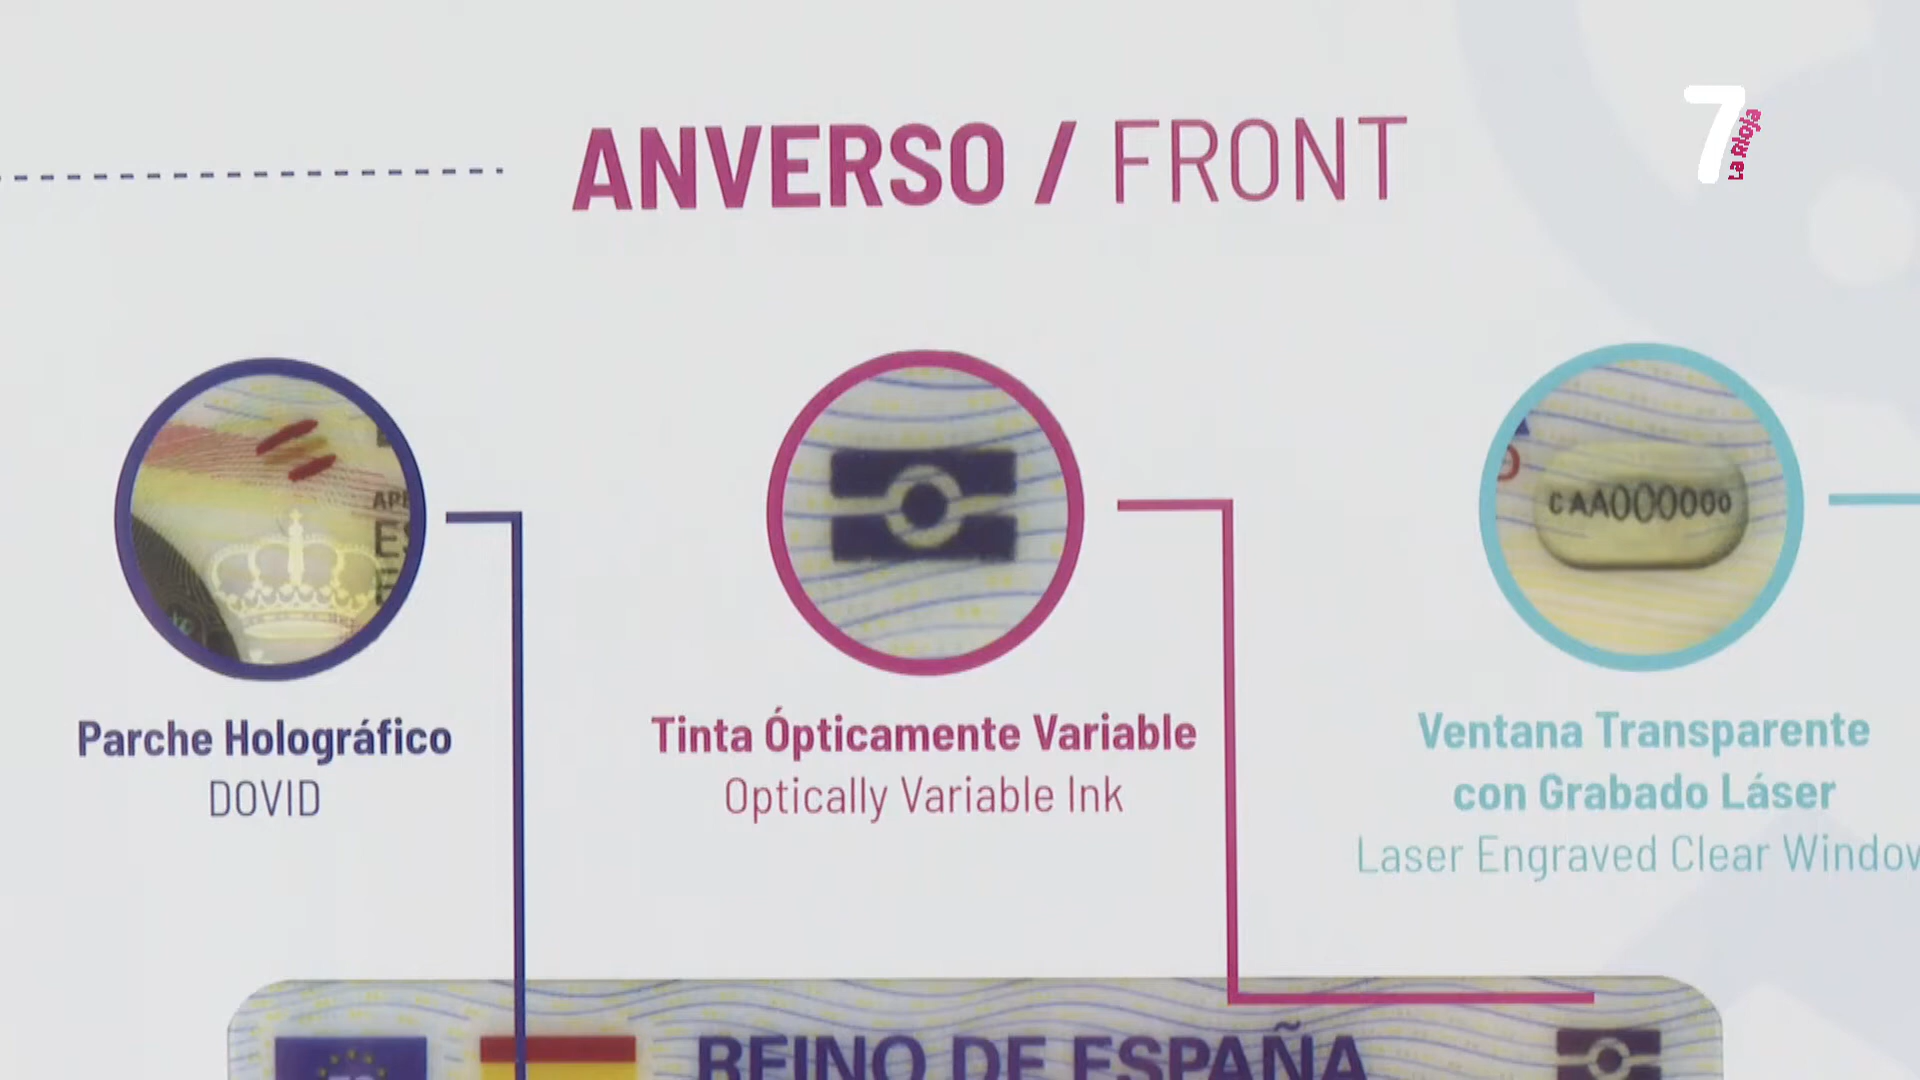 ANVERSO / FRONT
7
La Rioja
CAA000000
Parche Holográfico
DOVID
Tinta Ópticamente Variable
Optically Variable Ink
Ventana Transparente
con Grabado Láser
Laser Engraved Clear Window
REINO DE ESPAÑA